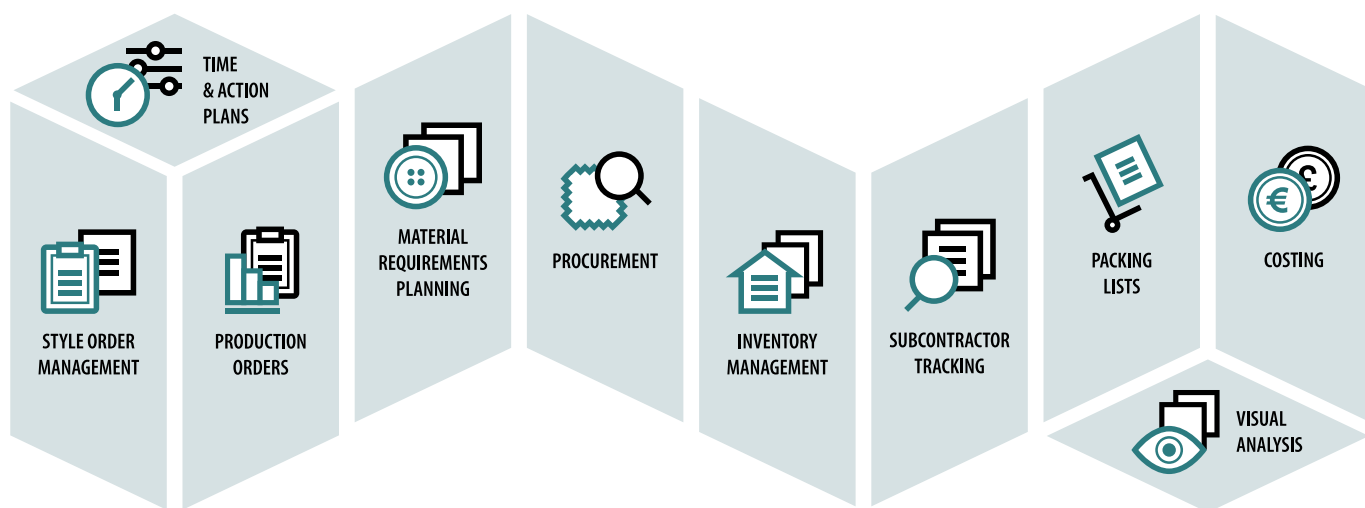 TIME
& ACTION
PLANS
STYLE ORDER
MANAGEMENT
PRODUCTION
ORDERS
MATERIAL
REQUIREMENTS
PLANNING
PROCUREMENT
INVENTORY
MANAGEMENT
SUBCONTRACTOR
TRACKING
PACKING
LISTS
€
€
COSTING
VISUAL
ANALYSIS